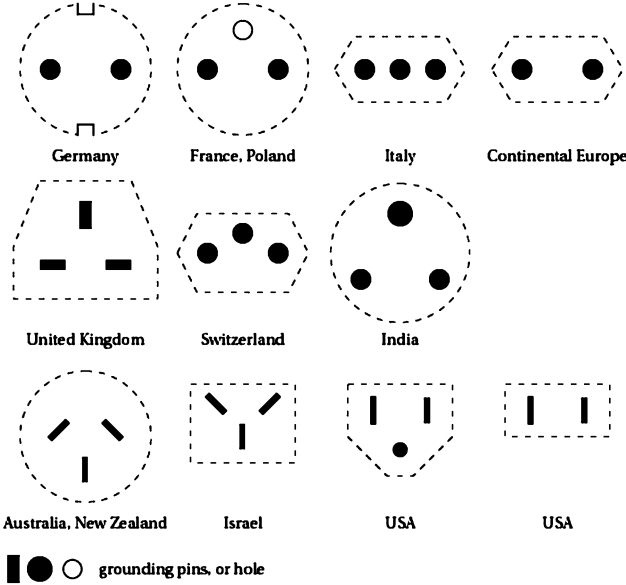 Germany
France, Poland
Italy
Continental Europe
United Kingdom
Switzerland
India
Australia, New Zealand
Israel
USA
USA
grounding pins, or hole